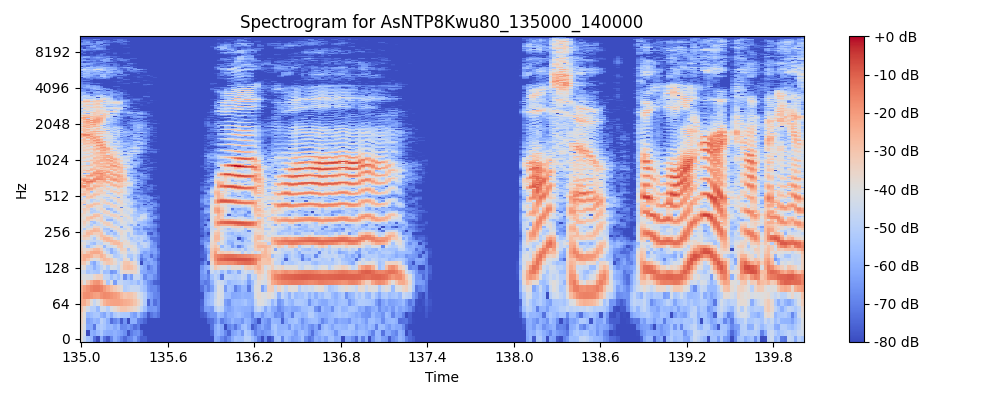 Spectrogram for AsNTP8Kwu80_135000_140000
Hz
8192
4096
2048
1024
512
256
128
64
0
135.0 135.6 136.2 136.8 137.4 138.0 138.6 139.2 139.8
Time
+0 dB
-10 dB
-20 dB
-30 dB
-40 dB
-50 dB
-60 dB
-70 dB
-80 dB